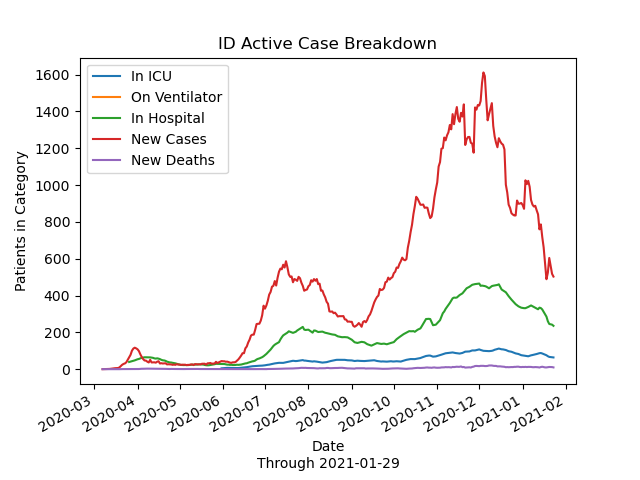 ID Active Case Breakdown
In ICU
On Ventilator
In Hospital
New Cases
New Deaths
Patients in Category
1600
1400
1200
1000
800
600
400
200
0
2020-03
2020-04
2020-05
2020-06
2020-07
2020-08
2020-09
2020-10
2020-11
2020-12
2021-01
2021-02
Date
Through 2021-01-29